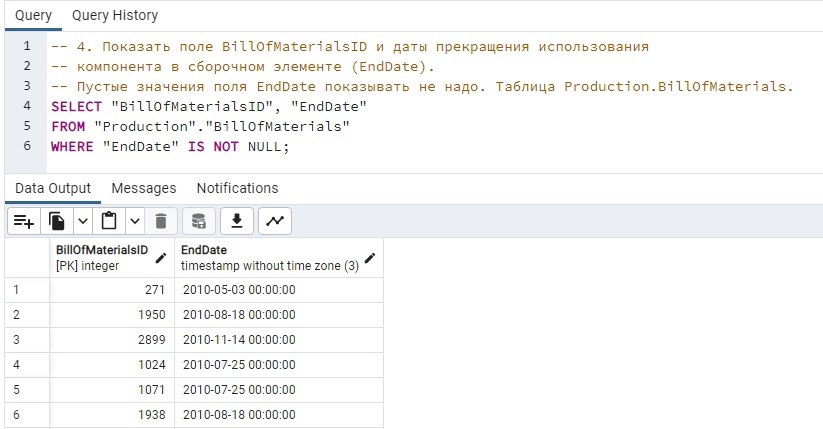 Query Query History
1 -- 4. Показать поле BillOfMaterialsID и даты прекращения использования
2 -- компонента в сборочном элементе (EndDate).
3 -- Пустые значения поля EndDate показывать не надо. Таблица Production.BillOfMaterials.
4 SELECT "BillOfMaterialsID", "EndDate"
5 FROM "Production"."BillOfMaterials"
6 WHERE "EndDate" IS NOT NULL;
Data Output Messages Notifications
BillOfMaterialsID EndDate
[PK] integer timestamp without time zone (3)
1 271 2010-05-03 00:00:00
2 1950 2010-08-18 00:00:00
3 2899 2010-11-14 00:00:00
4 1024 2010-07-25 00:00:00
5 1071 2010-07-25 00:00:00
6 1938 2010-08-18 00:00:00